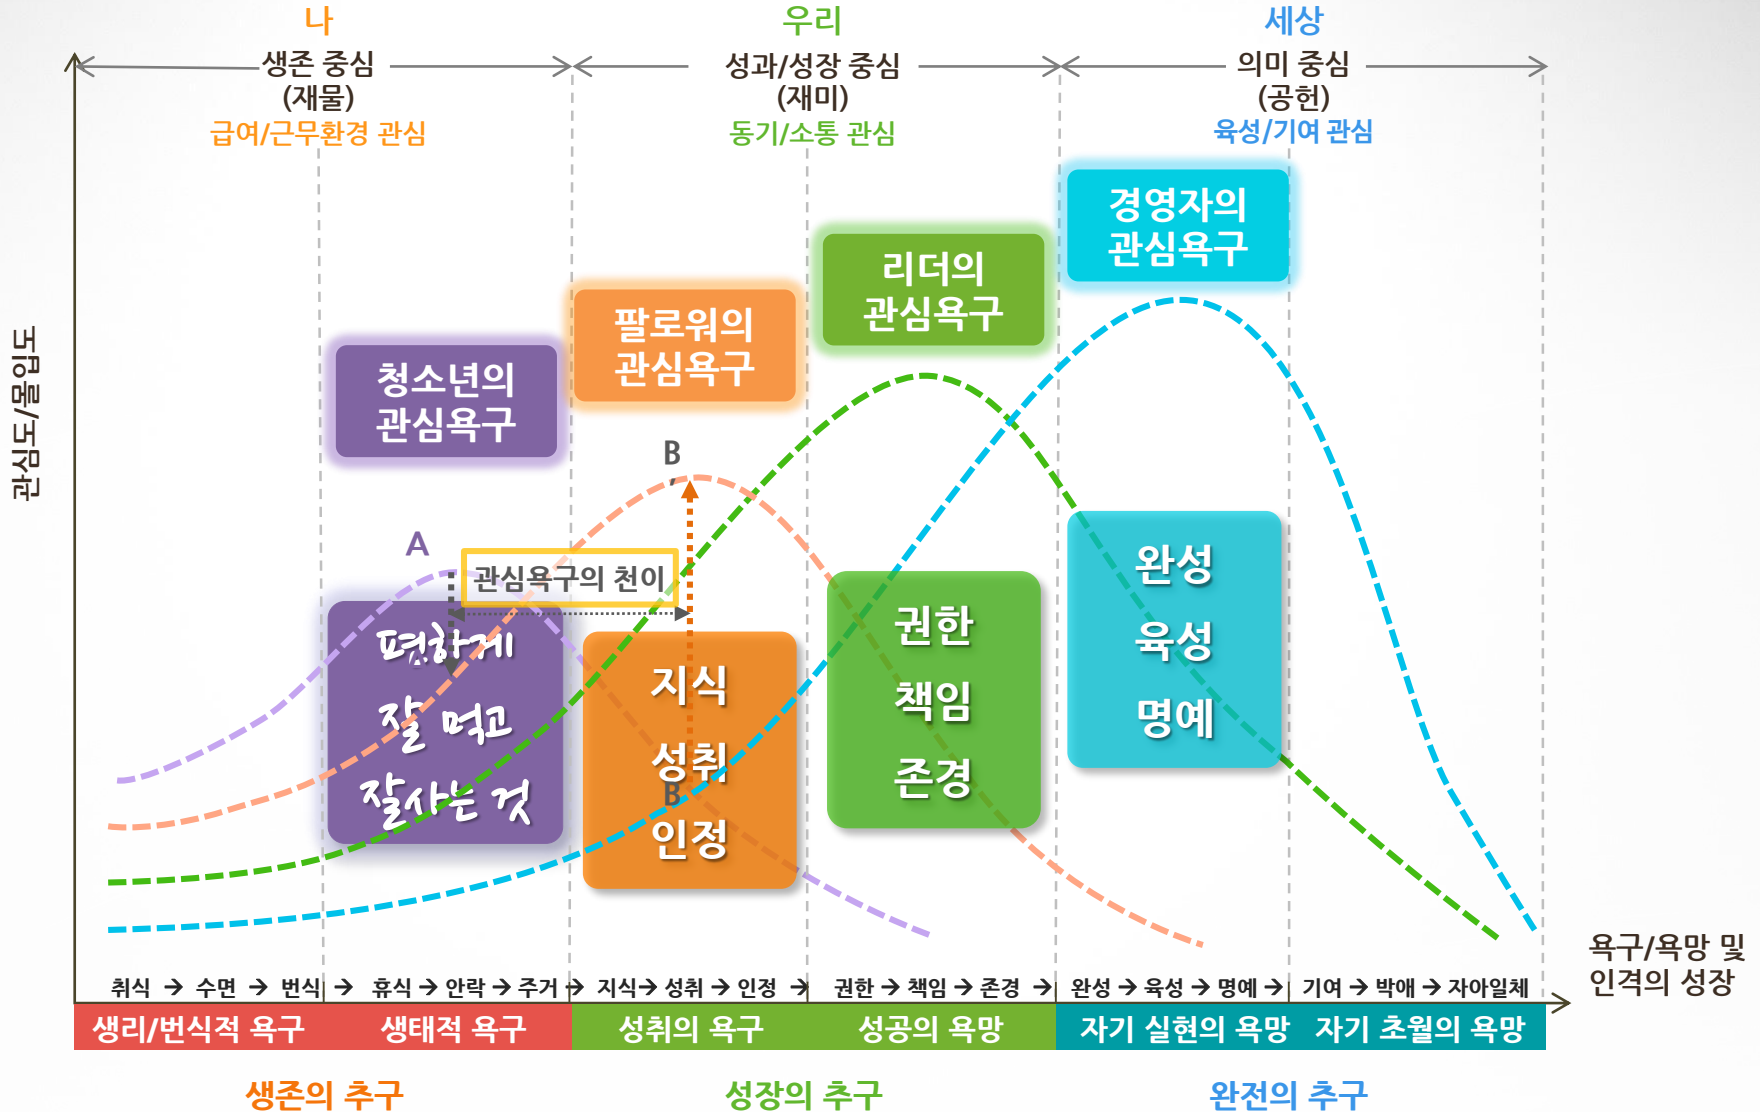 나
우리
세상
생존 중심
(재물)
급여/근무환경 관심
성과/성장 중심
(재미)
동기/소통 관심
의미 중심
(공헌)
육성/기여 관심
관심도/몰입도
청소년의
관심욕구
팔로워의
관심욕구
리더의
관심욕구
경영자의
관심욕구
A
B
,
관심욕구의 천이
편하게
잘 먹고
잘사는 것
지식
성취
B
인정
권한
책임
존경
완성
육성
명예
욕구/욕망 및
인격의 성장
취식 → 수면 → 번식 → 휴식 → 안락 → 주거 → 지식 → 성취 → 인정 → 권한 → 책임 → 존경 → 완성 → 육성 → 명예 → 기여 → 박애 → 자아일체
생리/번식적 욕구 생태적 욕구 성취의 욕구 성공의 욕망 자기 실현의 욕망 자기 초월의 욕망
생존의 추구
성장의 추구
완전의 추구